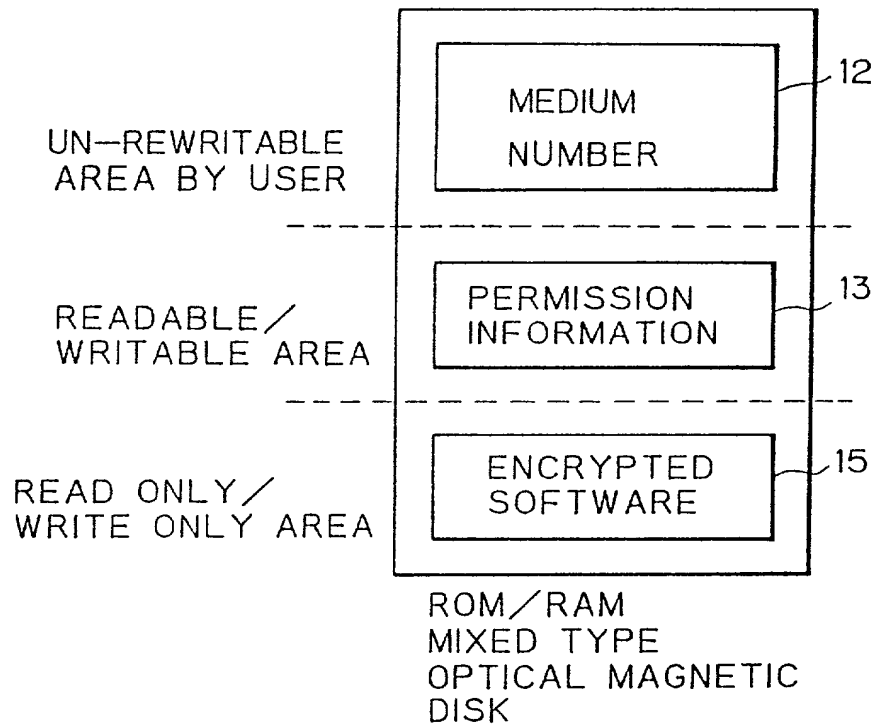 MEDIUM
NUMBER
12
UN-REWRITABLE
AREA BY USER
PERMISSION
INFORMATION
13
READABLE/
WRITABLE AREA
ENCRYPTED
SOFTWARE
15
READ ONLY/
WRITE ONLY AREA
ROM/RAM
MIXED TYPE
OPTICAL MAGNETIC
DISK